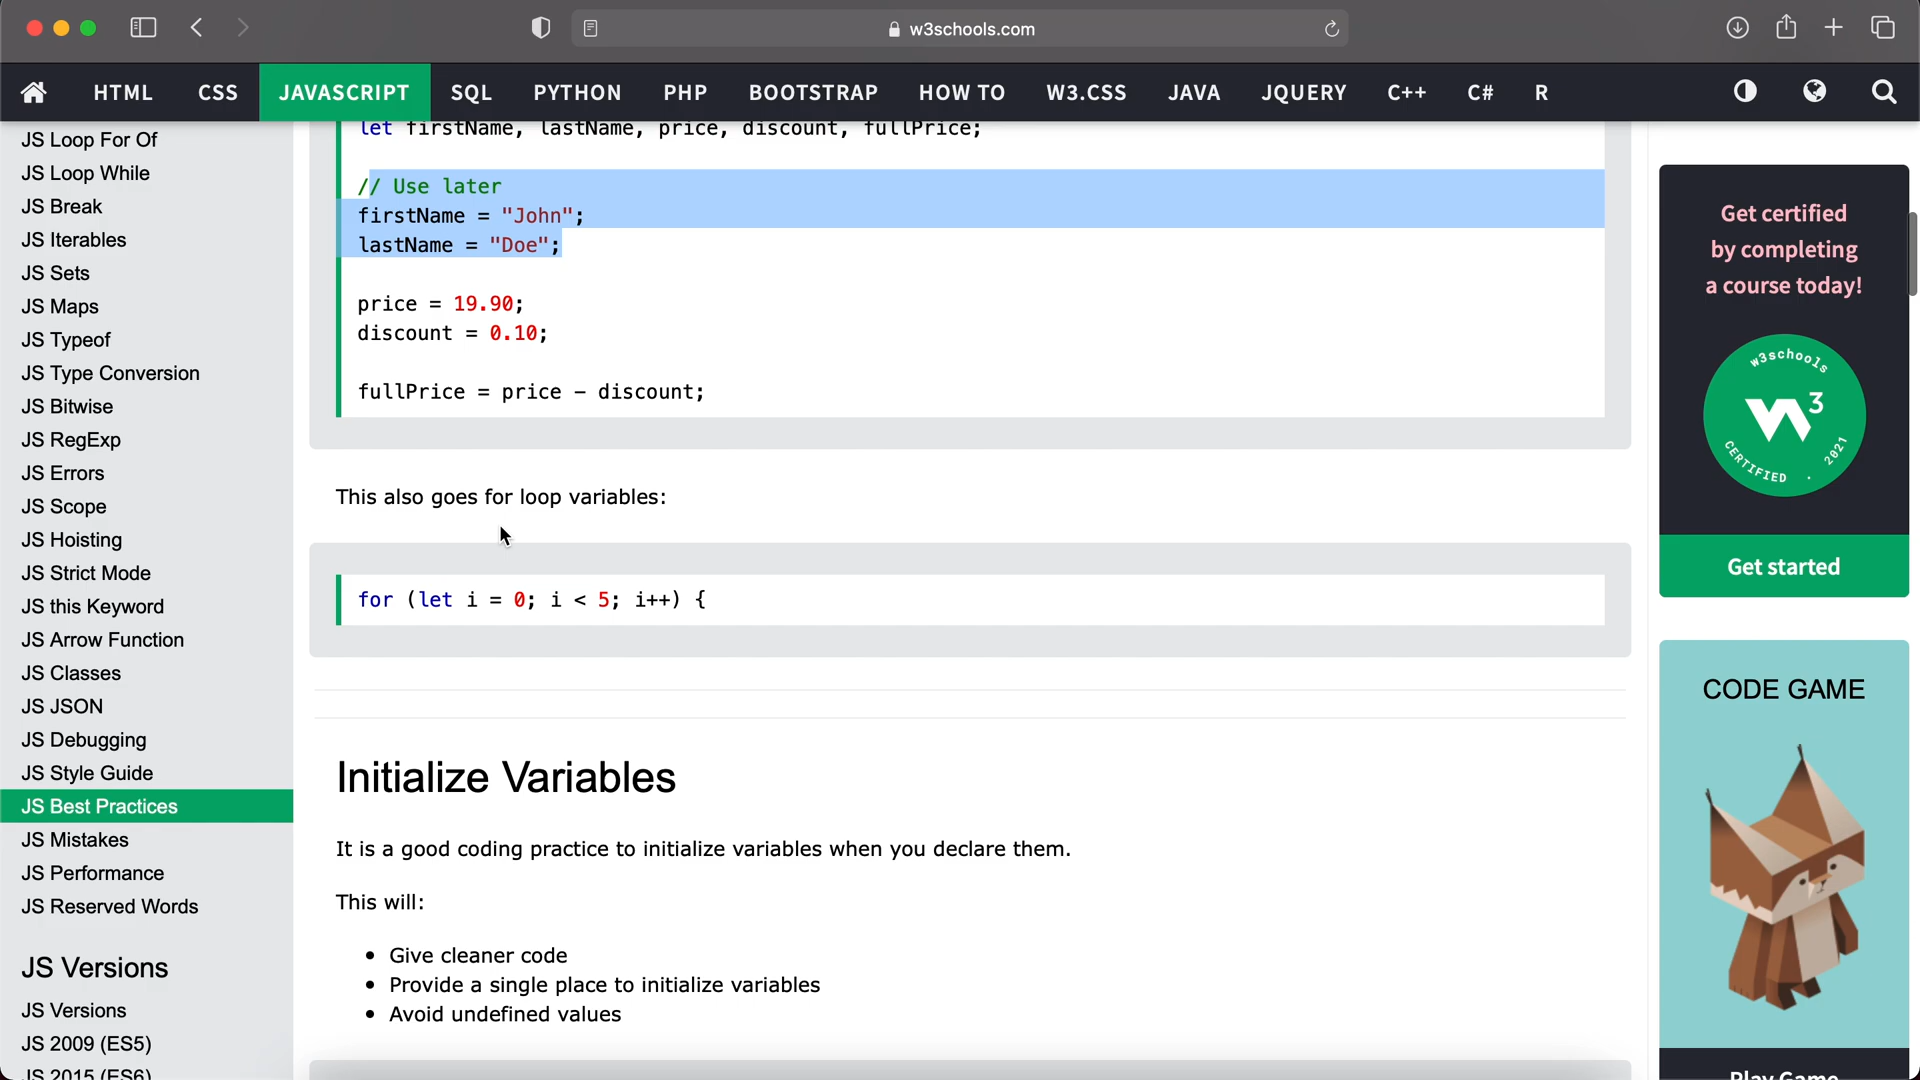 w3schools.com
HTML CSS JAVASCRIPT SQL PYTHON PHP BOOTSTRAP HOW TO W3.CSS JAVA JQUERY C++ C# R
JS Loop For Of
JS Loop While
JS Break
JS Iterables
JS Sets
JS Maps
JS Typeof
JS Type Conversion
JS Bitwise
JS RegExp
JS Errors
JS Scope
JS Hoisting
JS Strict Mode
JS this Keyword
JS Arrow Function
JS Classes
JS JSON
JS Debugging
JS Style Guide
JS Best Practices
JS Mistakes
JS Performance
JS Reserved Words
JS Versions
JS Versions
JS 2009 (ES5)
JS 2015 (ES6)
let firstName, lastName, price, discount, fullPrice;
// Use later
firstName = "John";
lastName = "Doe";
price = 19.90;
discount = 0.10;
fullPrice = price - discount;
This also goes for loop variables:
for (let i = 0; i < 5; i++) {
Initialize Variables
It is a good coding practice to initialize variables when you declare them.
This will:
• Give cleaner code
• Provide a single place to initialize variables
• Avoid undefined values
Get certified
by completing
a course today!
w3schools
W3
CERTIFIED . 2021
Get started
CODE GAME
Play Game